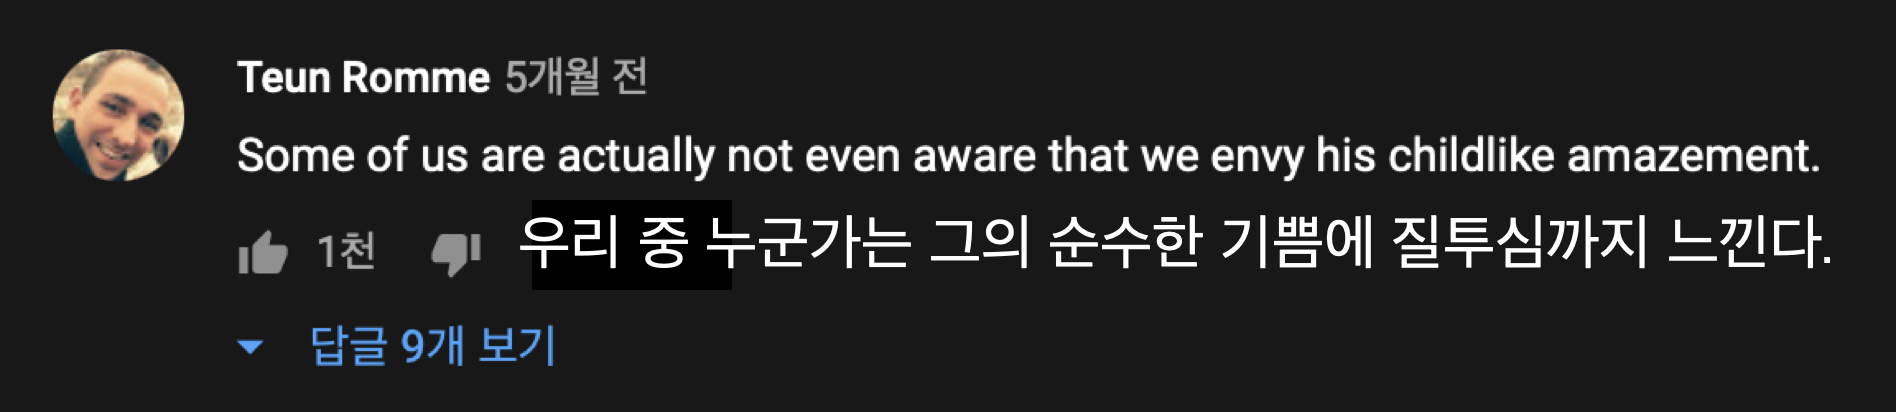 Teun Romme 5개월 전
Some of us are actually not even aware that we envy his childlike amazement.
1천 우리 중 누군가는 그의 순수한 기쁨에 질투심까지 느낀다.
답글 9개 보기